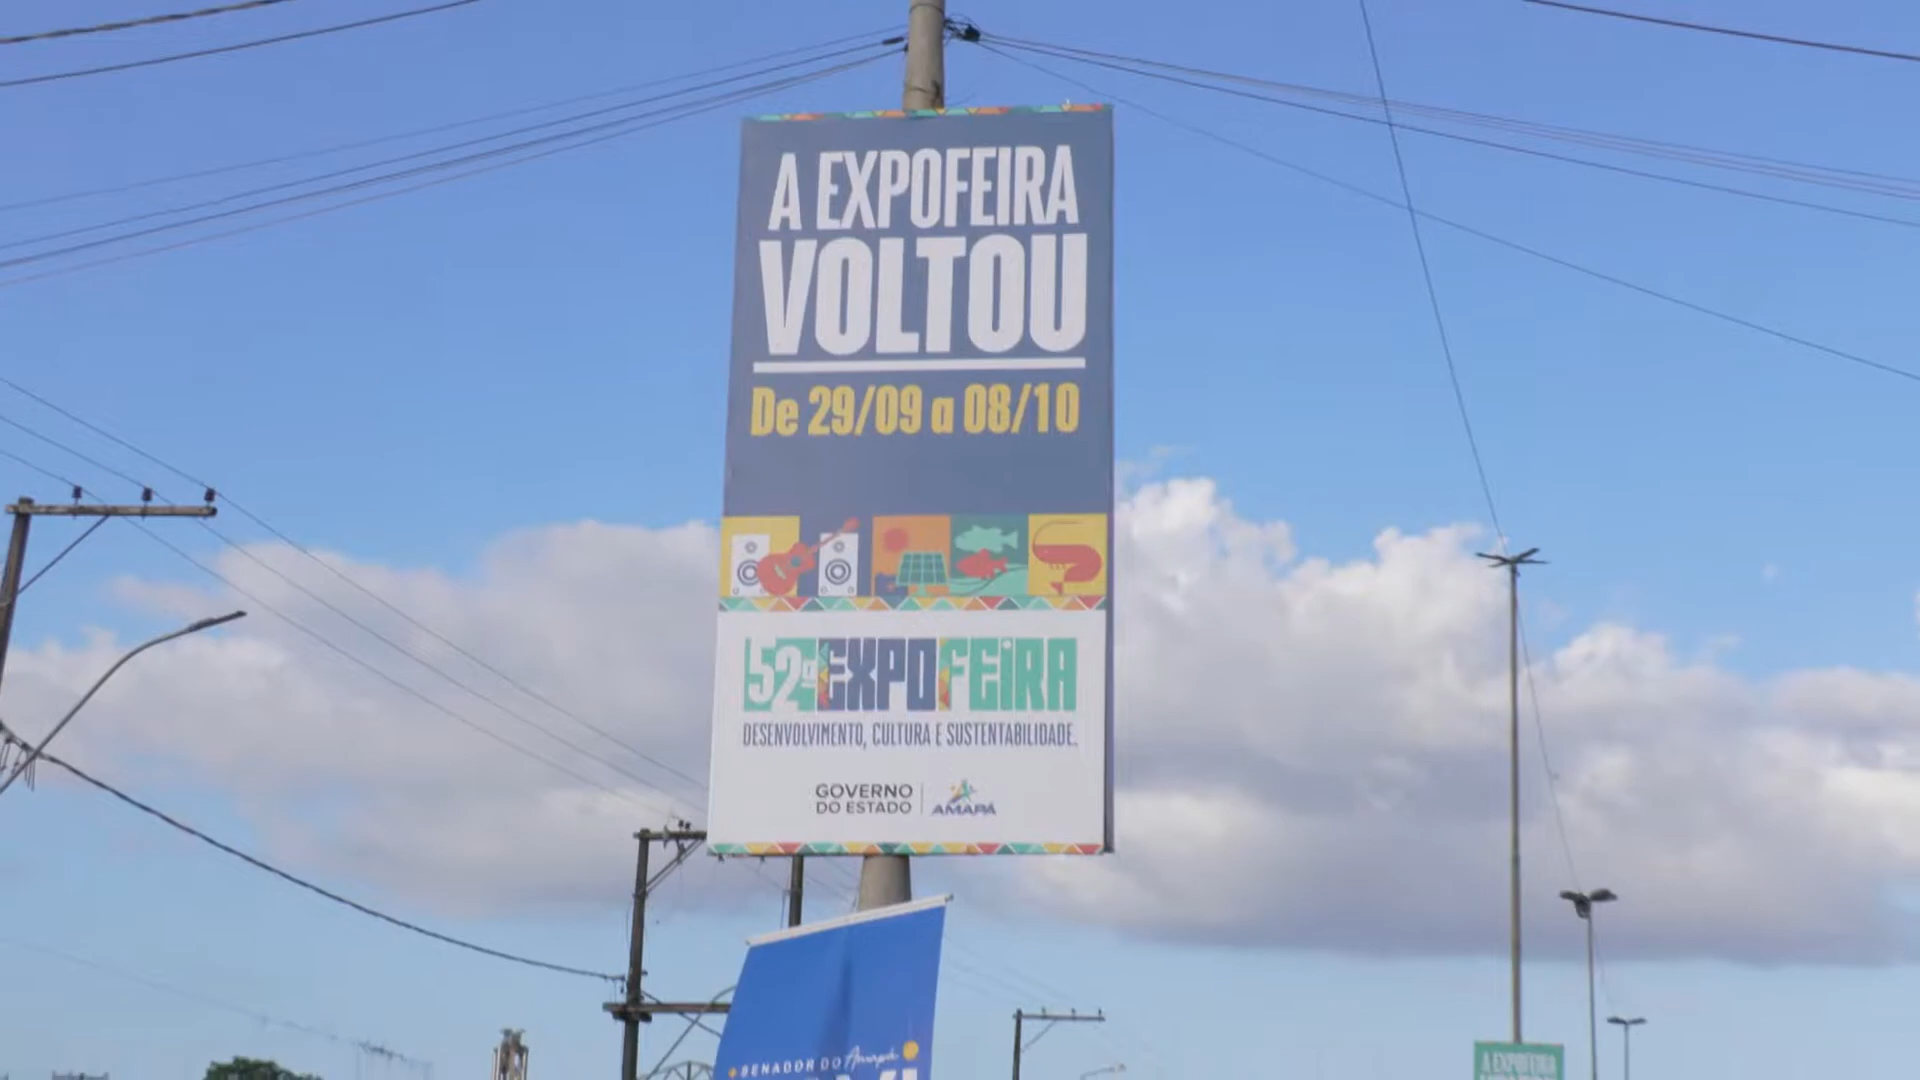 A EXPOFEIRA
VOLTOU
De 29/09 a 08/10
52ª EXPOFEIRA
DESENVOLVIMENTO, CULTURA E SUSTENTABILIDADE.
GOVERNO
DO ESTADO
AMAPÁ
SENADOR DO Amapá
A EXPOFEIRA